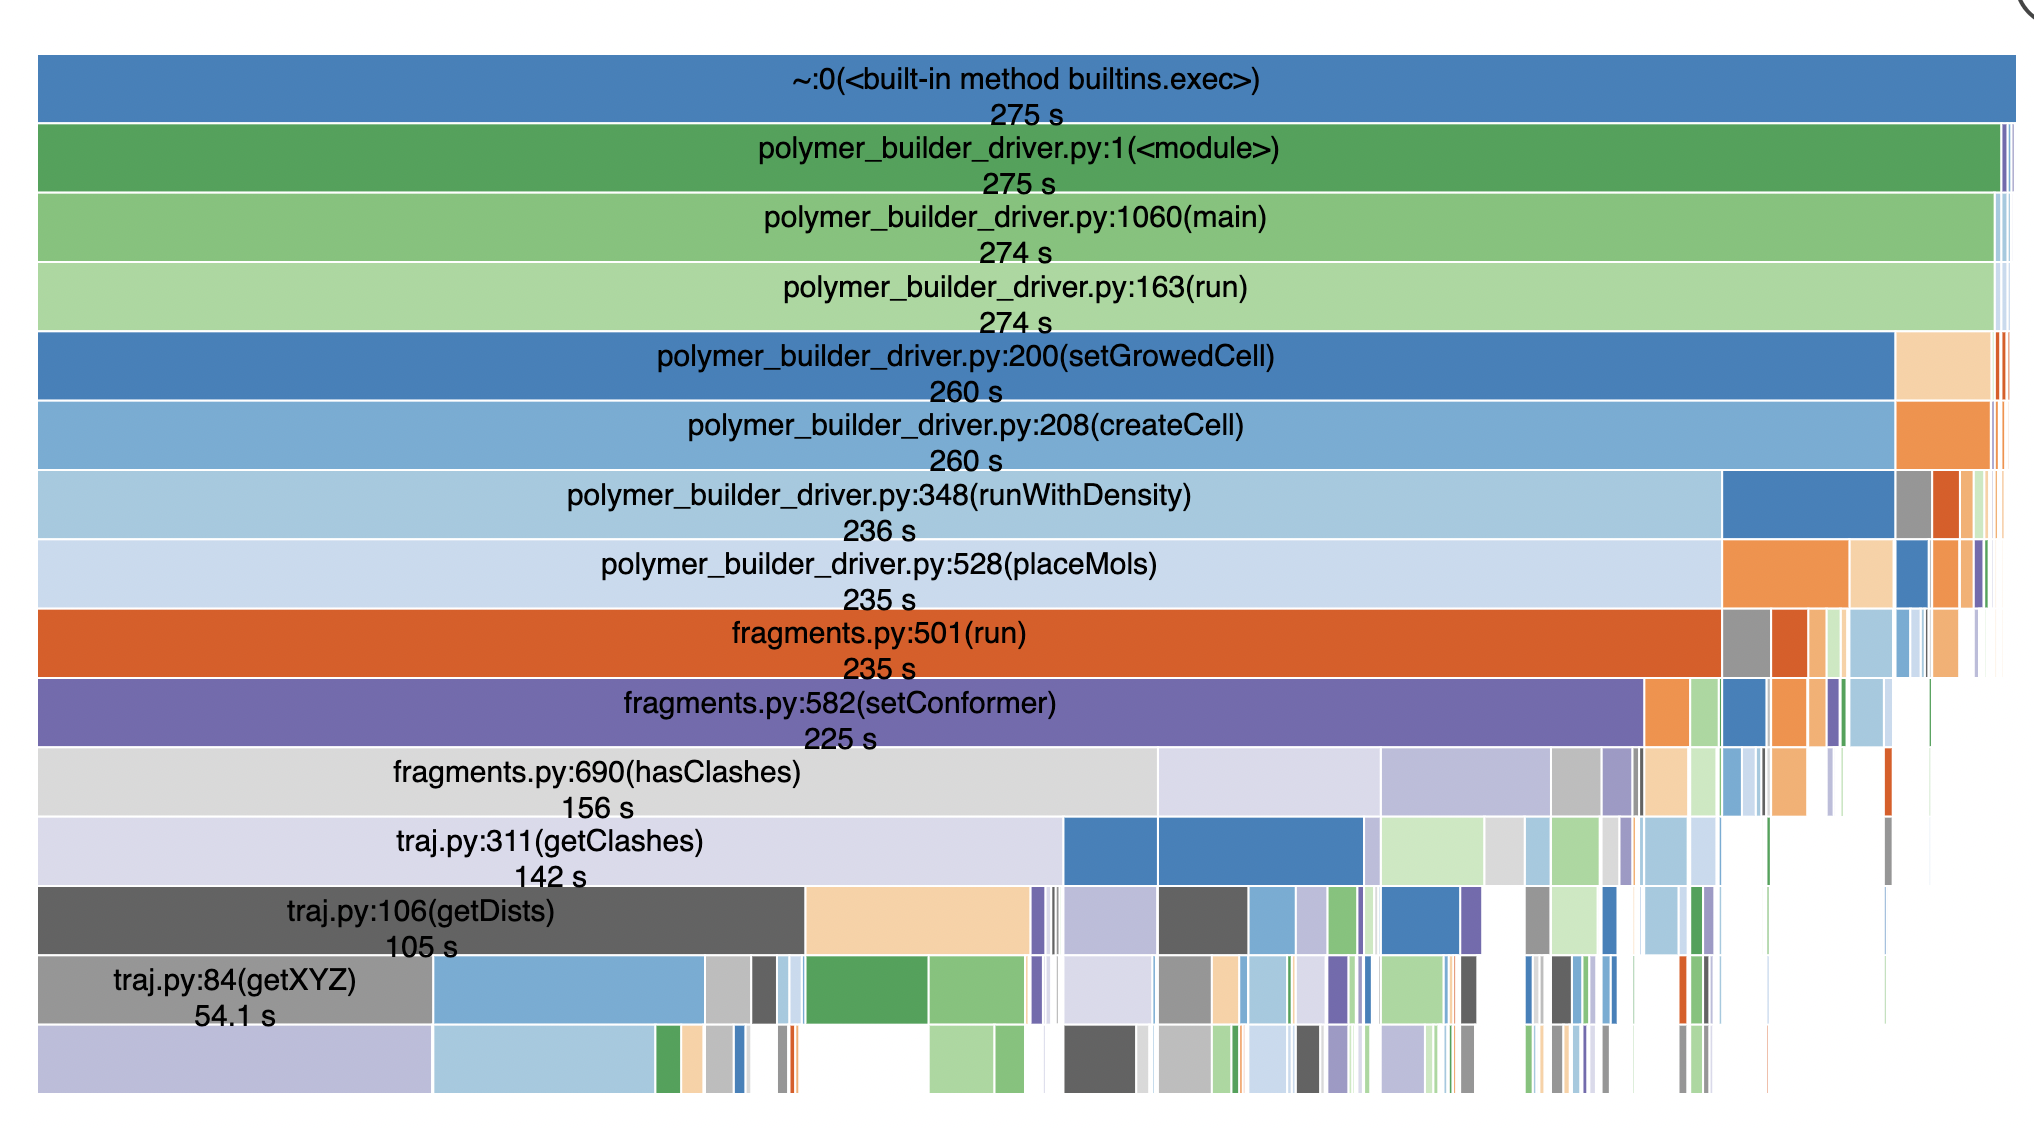 ~:0(<built-in method builtins.exec>)
275 s
polymer_builder_driver.py:1(<module>)
275 s
polymer_builder_driver.py:1060(main)
274 s
polymer_builder_driver.py:163(run)
274 s
polymer_builder_driver.py:200(setGrowedCell)
260 s
polymer_builder_driver.py:208(createCell)
260 s
polymer_builder_driver.py:348(runWithDensity)
236 s
polymer_builder_driver.py:528(placeMols)
235 s
fragments.py:501(run)
235 s
fragments.py:582(setConformer)
225 s
fragments.py:690(hasClashes)
156 s
traj.py:311(getClashes)
142 s
traj.py:106(getDists)
105 s
traj.py:84(getXYZ)
54.1 s